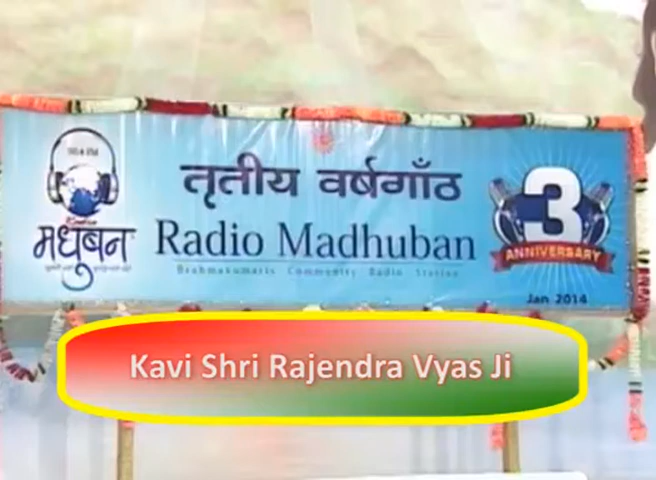 90.4 FM
तृतीय वर्षगाँठ
3
रेडियो
मधुबन
Radio Madhuban
ANNIVERSARY
Brahmakumaris Community Radio Station
Jan 2014
Kavi Shri Rajendra Vyas Ji